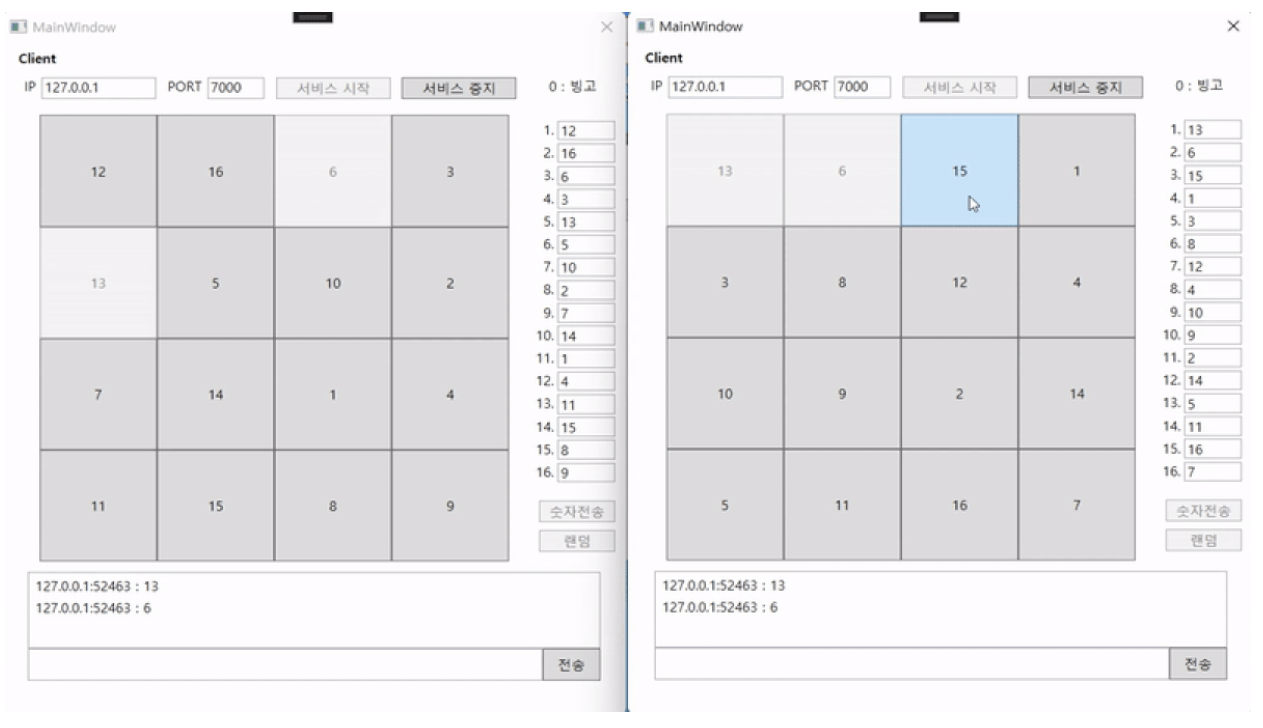 MainWindow
Client
IP 127.0.0.1 PORT 7000 서비스 시작 서비스 중지 0 : 빙고
12 16 6 3
13 5 10 2
7 14 1 4
11 15 8 9
1. 12
2. 16
3. 6
4. 3
5. 13
6. 5
7. 10
8. 2
9. 7
10. 14
11. 1
12. 4
13. 11
14. 15
15. 8
16. 9
숫자전송
랜덤
127.0.0.1:52463 : 13
127.0.0.1:52463 : 6
전송
MainWindow
Client
IP 127.0.0.1 PORT 7000 서비스 시작 서비스 중지 0 : 빙고
13 6 15 1
3 8 12 4
10 9 2 14
5 11 16 7
1. 13
2. 6
3. 15
4. 1
5. 3
6. 8
7. 12
8. 4
9. 10
10. 9
11. 2
12. 14
13. 5
14. 11
15. 16
16. 7
숫자전송
랜덤
127.0.0.1:52463 : 13
127.0.0.1:52463 : 6
전송